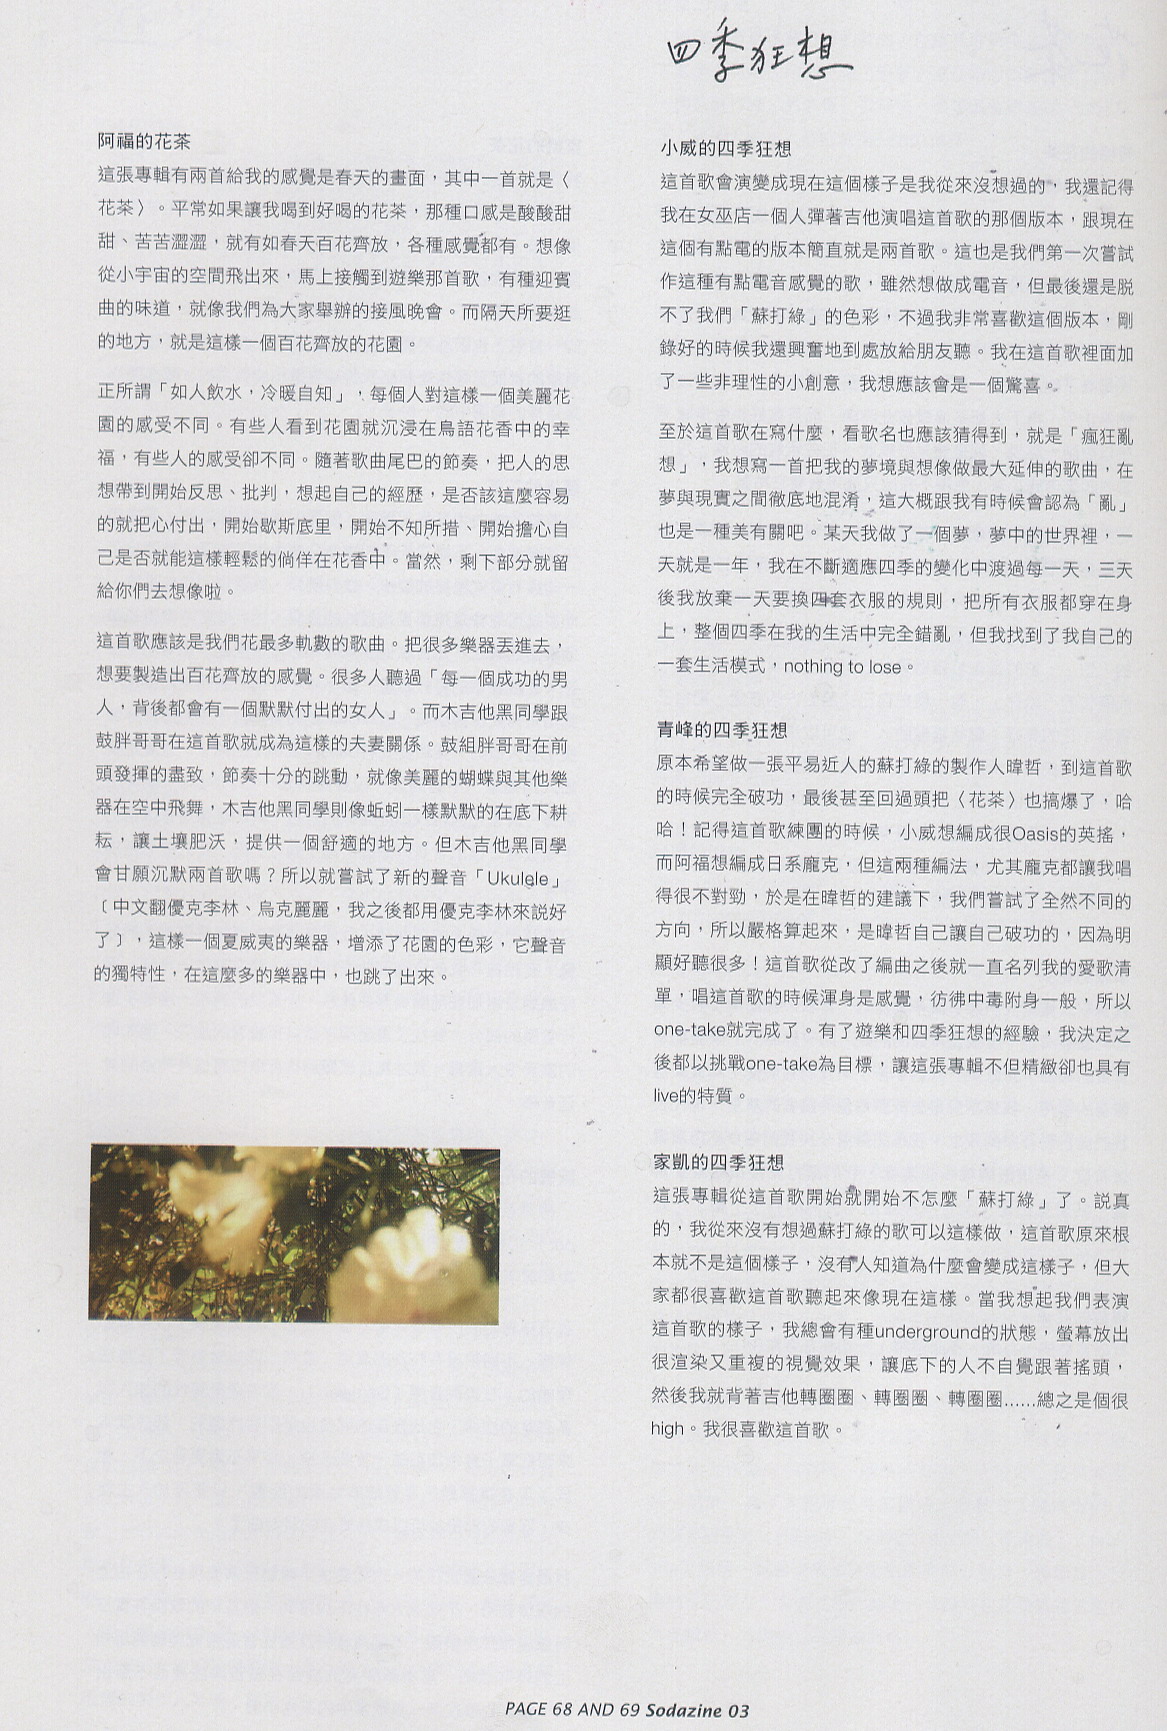 阿福的花茶
這張專輯有兩首給我的感覺是春天的畫面，其中一首就是〈
花茶〉。平常如果讓我喝到好喝的花茶，那種口感是酸酸甜
甜、苦苦澀澀，就有如春天百花齊放，各種感覺都有。想像
從小宇宙的空間飛出來，馬上接觸到遊樂那首歌，有種迎賓
曲的味道，就像我們為大家舉辦的接風晚會。而隔天所要逛
的地方，就是這樣一個百花齊放的花園。
正所謂「如人飲水，冷暖自知」，每個人對這樣一個美麗花
園的感受不同。有些人看到花園就沉浸在鳥語花香中的幸
福，有些人的感受卻不同。隨著歌曲尾巴的節奏，把人的思
想帶到開始反思、批判，想起自己的經歷，是否該這麼容易
的就把心付出，開始歇斯底里，開始不知所措、開始擔心自
己是否就能這樣輕鬆的倘佯在花香中。當然，剩下部分就留
給你們去想像啦。
這首歌應該是我們花最多軌數的歌曲。把很多樂器丟進去，
想要製造出百花齊放的感覺。很多人聽過「每一個成功的男
人，背後都會有一個默默付出的女人」。而木吉他黑同學跟
鼓胖哥哥在這首歌就成為這樣的夫妻關係。鼓組胖哥哥在前
頭發揮的盡致，節奏十分的跳動，就像美麗的蝴蝶與其他樂
器在空中飛舞，木吉他黑同學則像蚯蚓一樣默默的在底下耕
耘，讓土壤肥沃，提供一個舒適的地方。但木吉他黑同學
會甘願沉默兩首歌嗎？所以就嘗試了新的聲音「Ukulele」
〔中文翻優克李林、烏克麗麗，我之後都用優克李林來說好
了〕，這樣一個夏威夷的樂器，增添了花園的色彩，它聲音
的獨特性，在這麼多的樂器中，也跳了出來。
四季狂想
小威的四季狂想
這首歌會演變成現在這個樣子是我從來沒想過的，我還記得
我在女巫店一個人彈著吉他演唱這首歌的那個版本，跟現在
這個有點電的版本簡直就是兩首歌。這也是我們第一次嘗試
作這種有點電音感覺的歌，雖然想做成電音，但最後還是脫
不了我們「蘇打綠」的色彩，不過我非常喜歡這個版本，剛
錄好的時候我還興奮地到處放給朋友聽。我在這首歌裡面加
了一些非理性的小創意，我想應該會是一個驚喜。
至於這首歌在寫什麼，看歌名也應該猜得到，就是「瘋狂亂
想」，我想寫一首把我的夢境與想像做最大延伸的歌曲，在
夢與現實之間徹底地混淆，這大概跟我有時候會認為「亂」
也是一種美有關吧。某天我做了一個夢，夢中的世界裡，一
天就是一年，我在不斷適應四季的變化中渡過每一天，三天
後我放棄一天要換四套衣服的規則，把所有衣服都穿在身
上，整個四季在我的生活中完全錯亂，但我找到了我自己的
一套生活模式，nothing to lose。
青峰的四季狂想
原本希望做一張平易近人的蘇打綠的製作人暐哲，到這首歌
的時候完全破功，最後甚至回過頭把〈花茶〉也搞爆了，哈
哈！記得這首歌練團的時候，小威想編成很Oasis的英搖，
而阿福想編成日系龐克，但這兩種編法，尤其龐克都讓我唱
得很不對勁，於是在暐哲的建議下，我們嘗試了全然不同的
方向，所以嚴格算起來，是暐哲自己讓自己破功的，因為明
顯好聽很多！這首歌從改了編曲之後就一直名列我的愛歌清
單，唱這首歌的時候渾身是感覺，彷彿中毒附身一般，所以
one-take就完成了。有了遊樂和四季狂想的經驗，我決定之
後都以挑戰one-take為目標，讓這張專輯不但精緻卻也具有
live的特質。
家凱的四季狂想
這張專輯從這首歌開始就開始不怎麼「蘇打綠」了。說真
的，我從來沒有想過蘇打綠的歌可以這樣做，這首歌原來根
本就不是這個樣子，沒有人知道為什麼會變成這樣子，但大
家都很喜歡這首歌聽起來像現在這樣。當我想起我們表演
這首歌的樣子，我總會有種underground的狀態，螢幕放出
很渲染又重複的視覺效果，讓底下的人不自覺跟著搖頭，
然後我就背著吉他轉圈圈、轉圈圈、轉圈圈......總之是個很
high。我很喜歡這首歌。
PAGE 68 AND 69 Sodazine 03